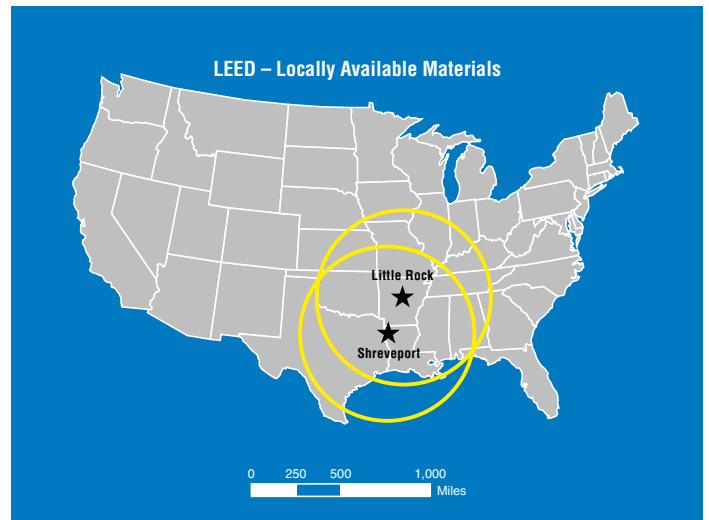 LEED – Locally Available Materials
Little Rock
Shreveport
0 250 500 1,000
Miles